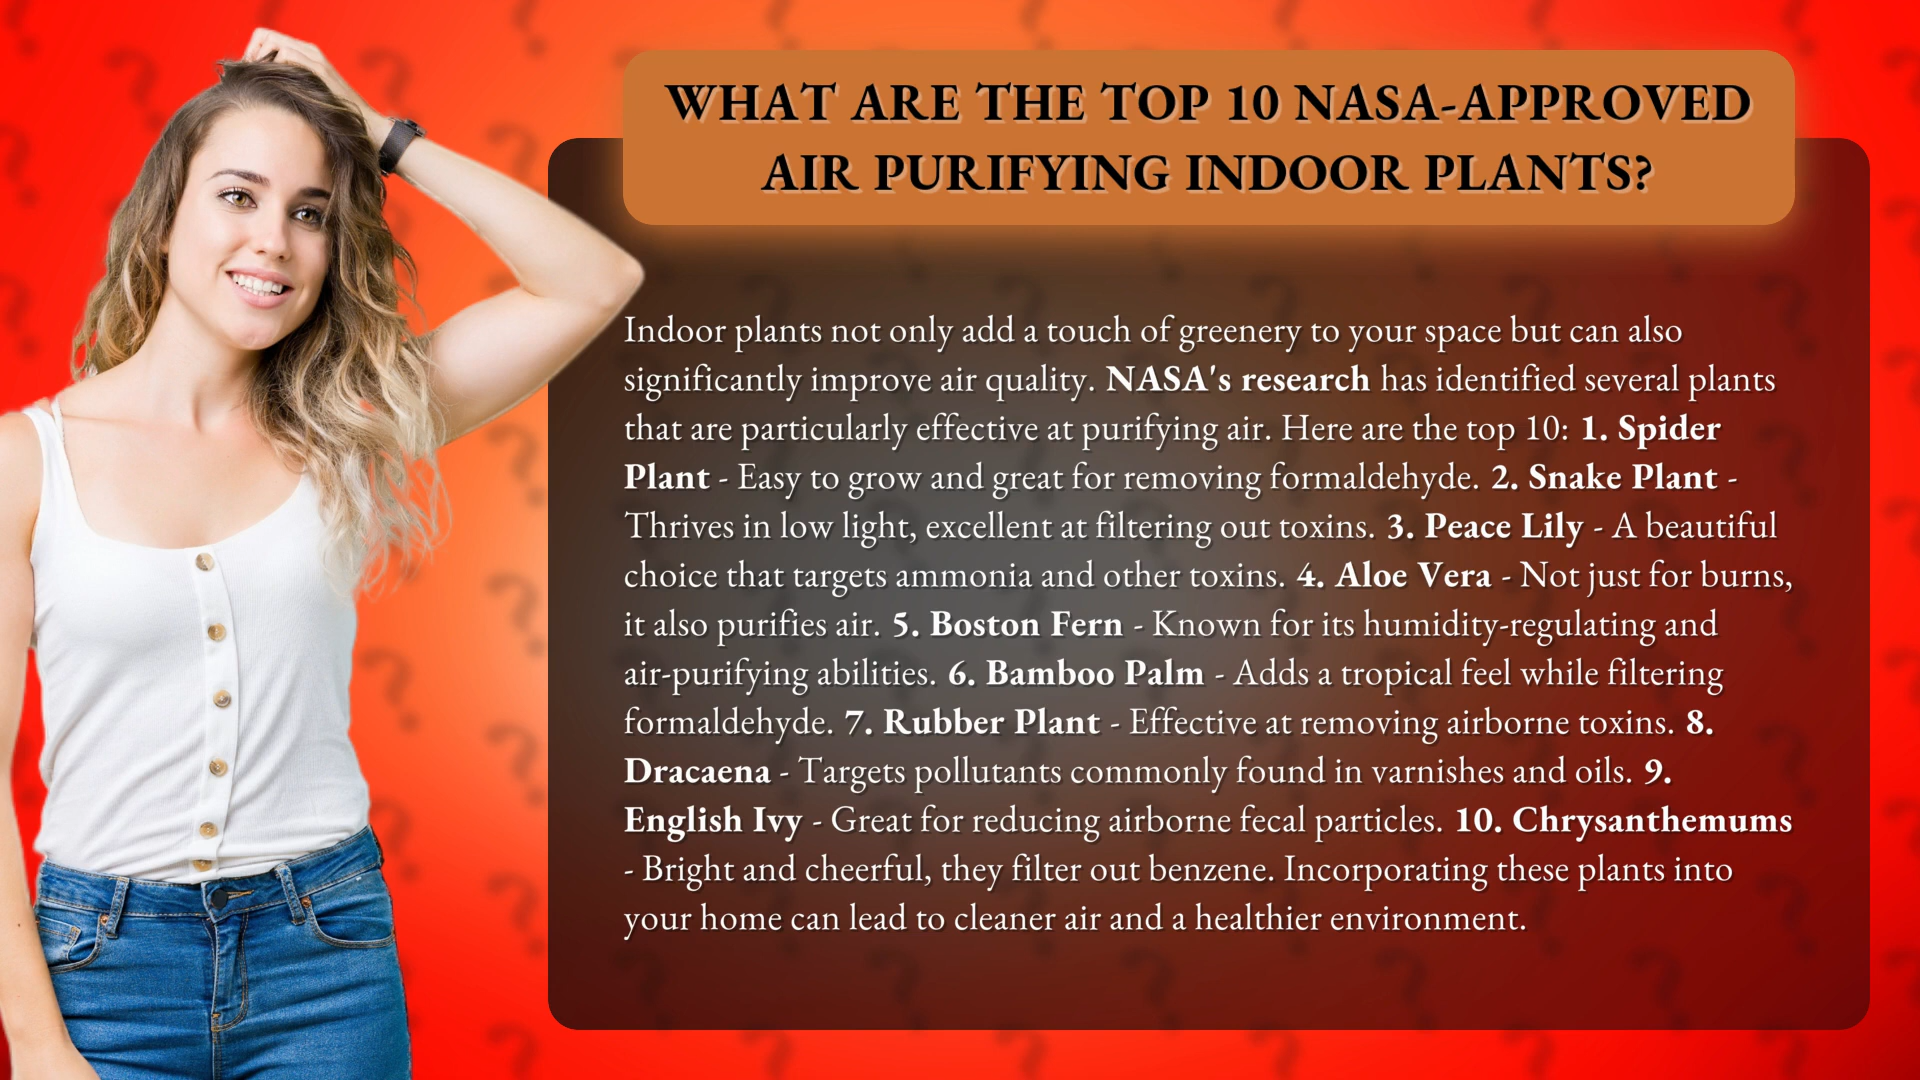 WHAT ARE THE TOP 10 NASA-APPROVED
AIR PURIFYING INDOOR PLANTS?
Indoor plants not only add a touch of greenery to your space but can also
significantly improve air quality. NASA's research has identified several plants
that are particularly effective at purifying air. Here are the top 10: 1. Spider
Plant - Easy to grow and great for removing formaldehyde. 2. Snake Plant -
Thrives in low light, excellent at filtering out toxins. 3. Peace Lily - A beautiful
choice that targets ammonia and other toxins. 4. Aloe Vera - Not just for burns,
it also purifies air. 5. Boston Fern - Known for its humidity-regulating and
air-purifying abilities. 6. Bamboo Palm - Adds a tropical feel while filtering
formaldehyde. 7. Rubber Plant - Effective at removing airborne toxins. 8.
Dracaena - Targets pollutants commonly found in varnishes and oils. 9.
English Ivy - Great for reducing airborne fecal particles. 10. Chrysanthemums
- Bright and cheerful, they filter out benzene. Incorporating these plants into
your home can lead to cleaner air and a healthier environment.